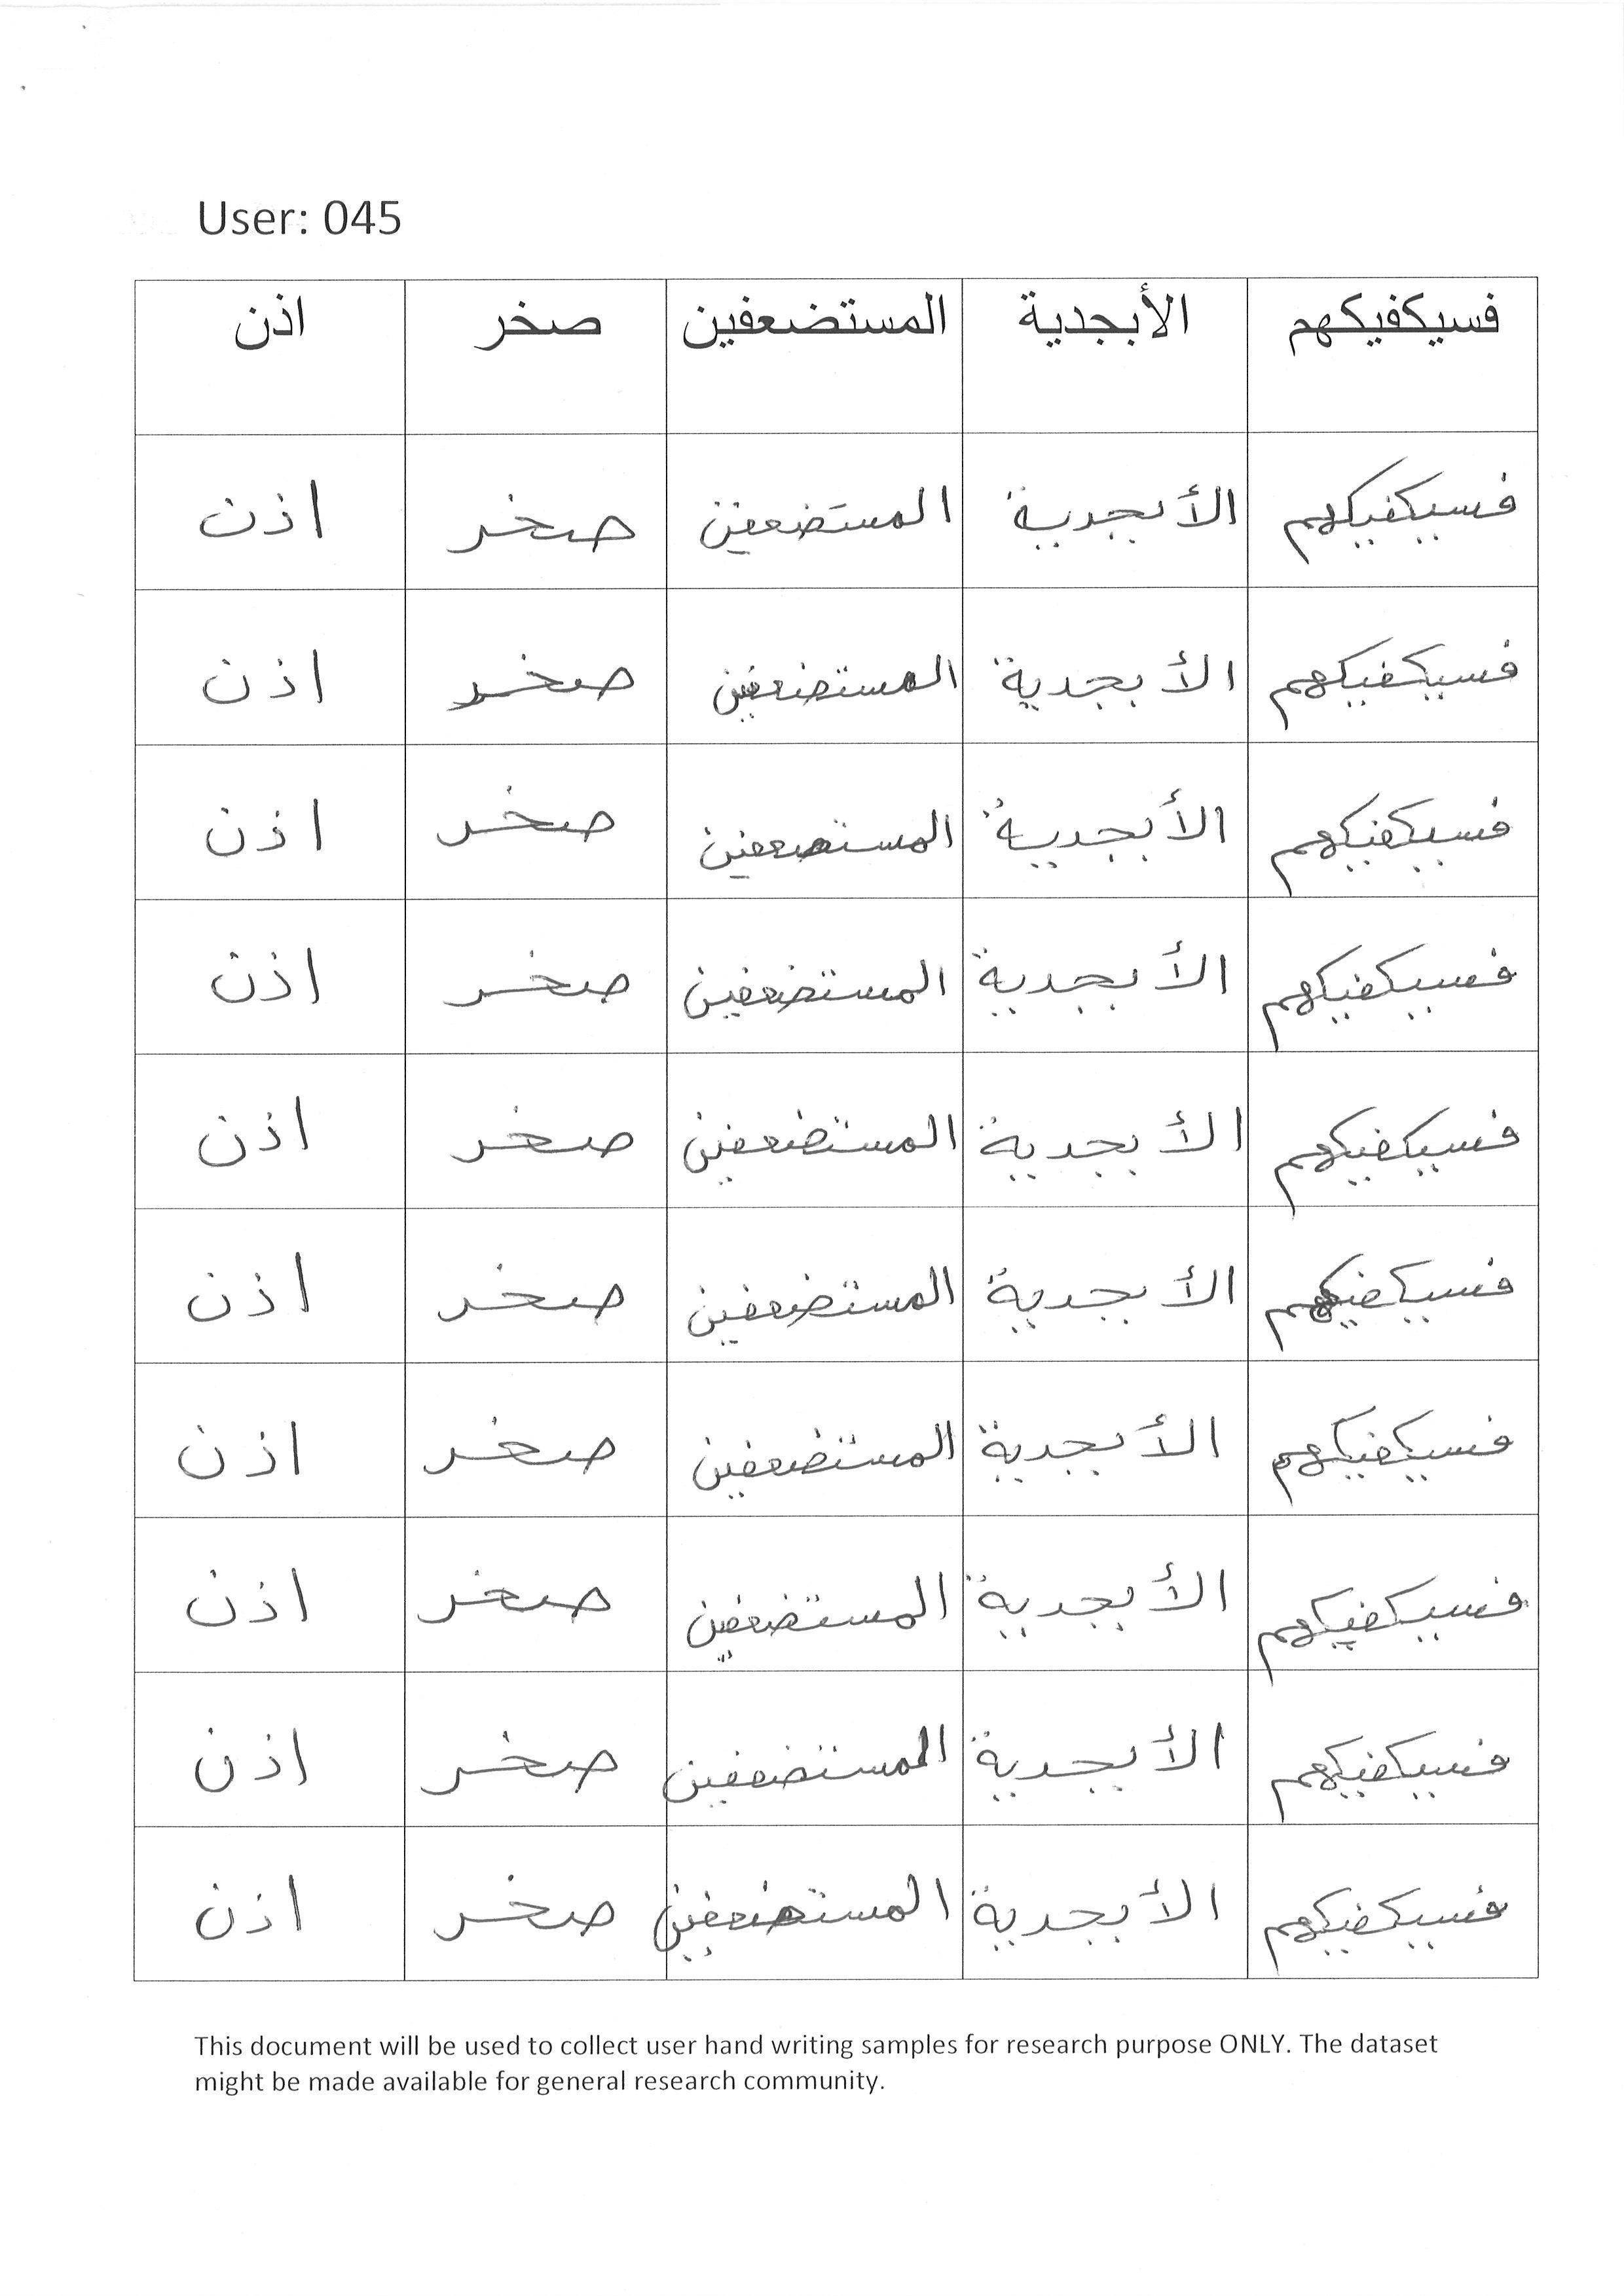 User: 045
فسيكفيكهم الأبجدية المستضعفين صخر اذن
فسيكفيكهم الأبجدية المستضعفين صخر اذن
فسيكفيكهم الأبجدية المستضعفين صخر اذن
فسيكفيكهم الأبجدية المستضعفين صخر اذن
فسيكفيكهم الأبجدية المستضعفين صخر اذن
فسيكفيكهم الأبجدية المستضعفين صخر اذن
فسيكفيكهم الأبجدية المستضعفين صخر اذن
فسيكفيكهم الأبجدية المستضعفين صخر اذن
فسيكفيكهم الأبجدية المستضعفين صخر اذن
فسيكفيكهم الأبجدية المستضعفين صخر اذن
فسيكفيكهم الأبجدية المستضعفين صخر اذن
This document will be used to collect user hand writing samples for research purpose ONLY. The dataset
might be made available for general research community.